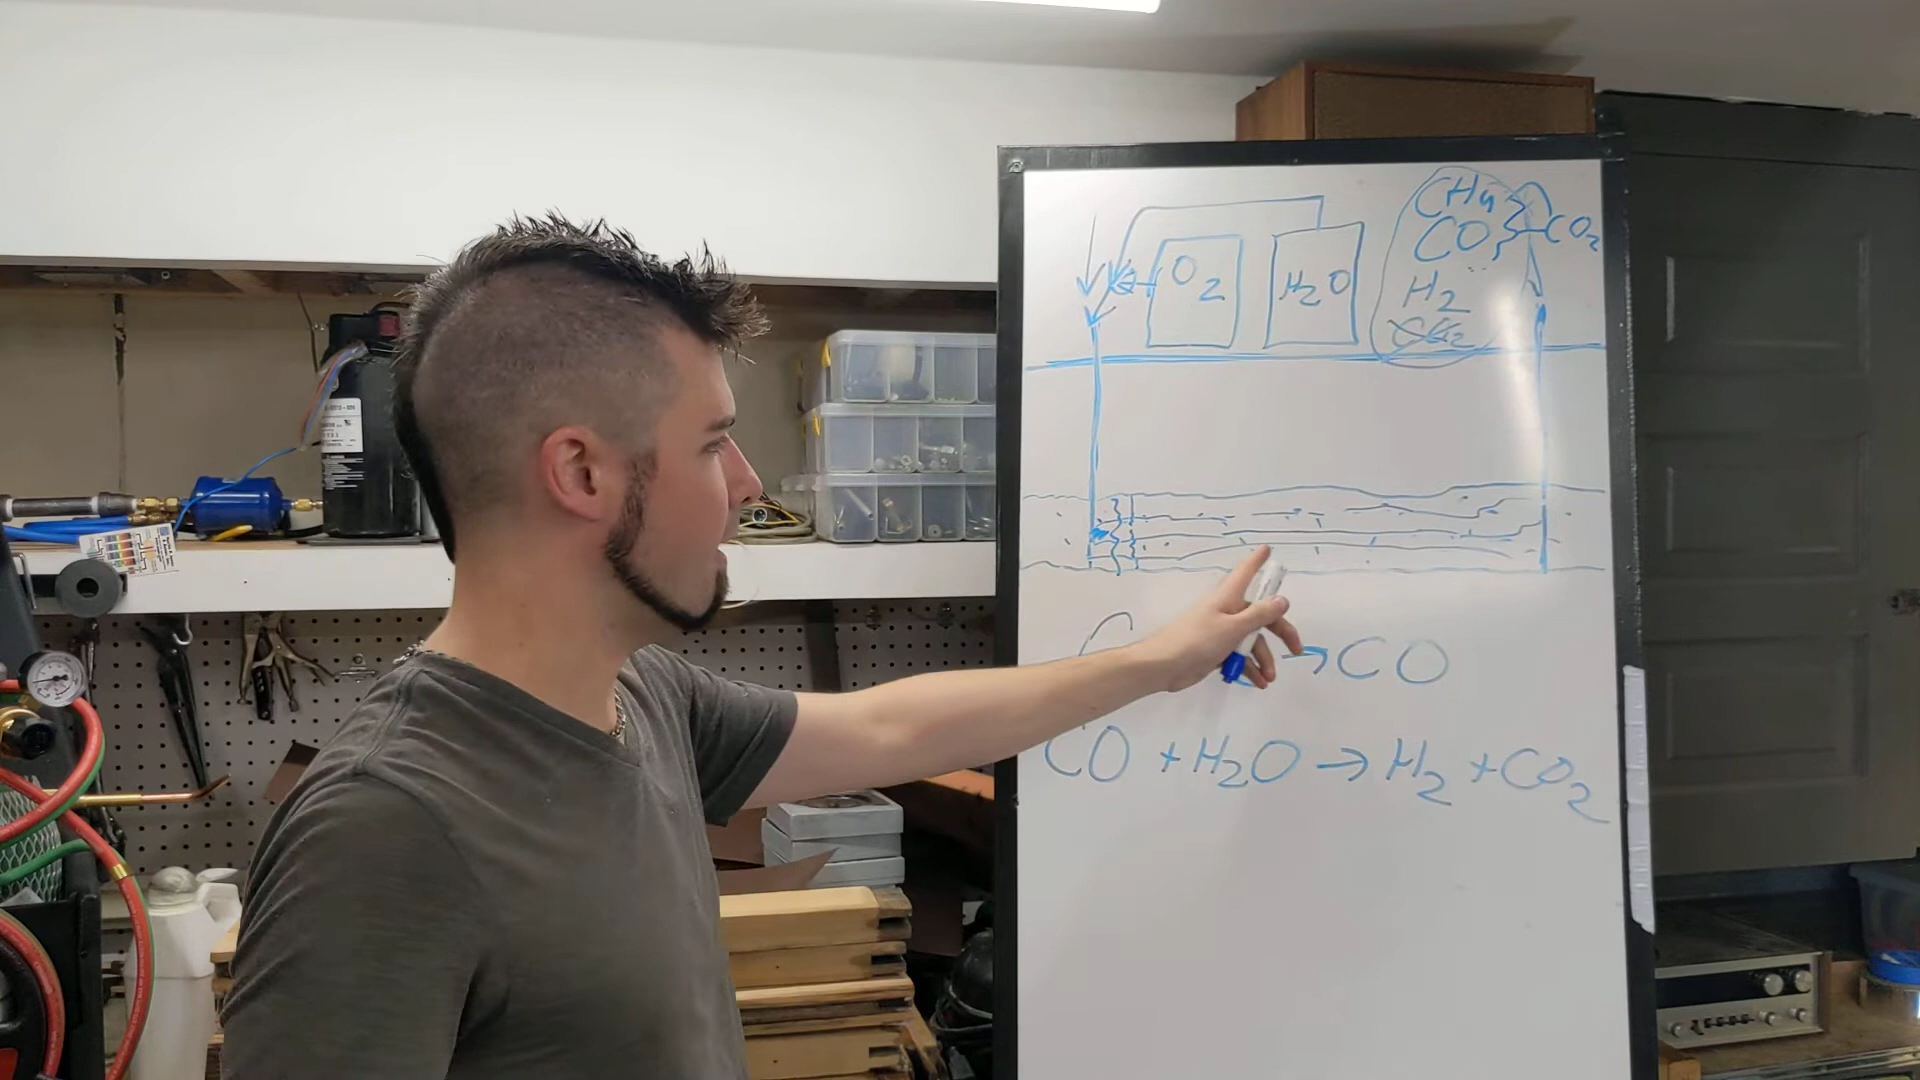 CH4
CO
CO2
O2
H2O
H2
→ CO
CO + H2O → H2 + CO2